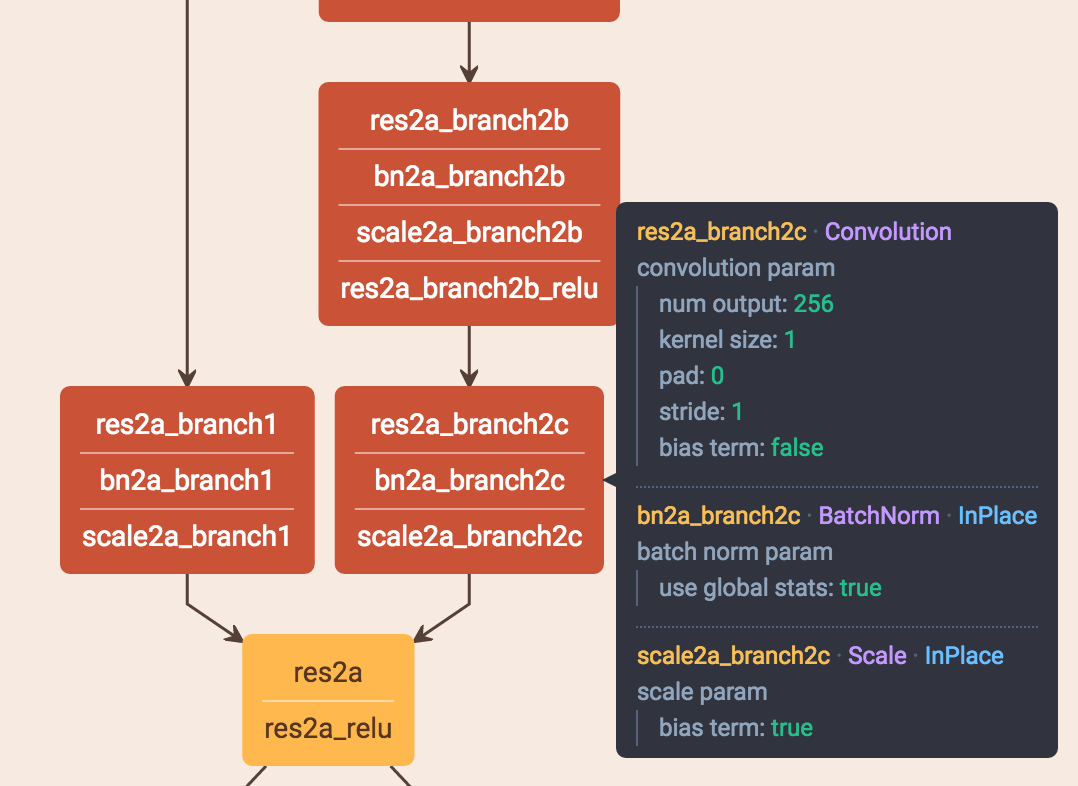 res2a_branch2b
bn2a_branch2b
scale2a_branch2b
res2a_branch2b_relu
res2a_branch1
bn2a_branch1
scale2a_branch1
res2a_branch2c
bn2a_branch2c
scale2a_branch2c
res2a
res2a_relu
res2a_branch2c · Convolution
convolution param
num output: 256
kernel size: 1
pad: 0
stride: 1
bias term: false
bn2a_branch2c · BatchNorm · InPlace
batch norm param
use global stats: true
scale2a_branch2c · Scale · InPlace
scale param
bias term: true